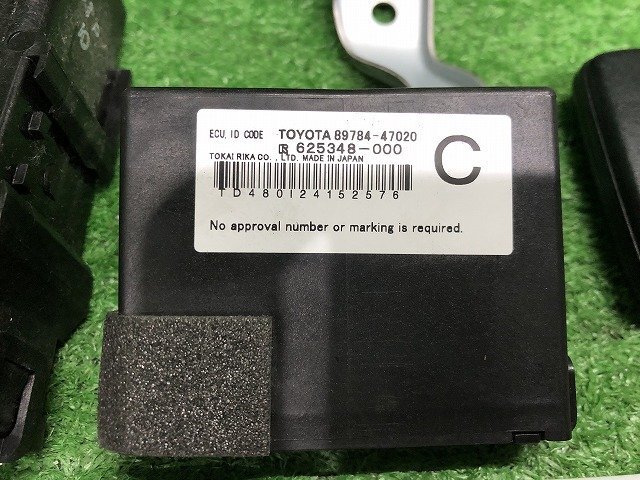 ECU, ID CODE TOYOTA 89784-47020
625348-000
TOKAI RIKA CO., LTD. MADE IN JAPAN
C
TD480124152576
No approval number or marking is required.